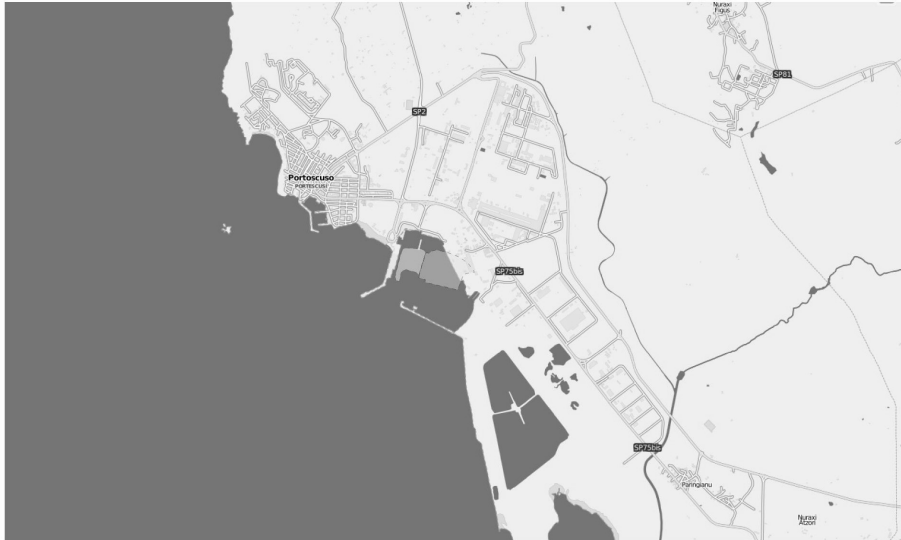 Nuraxi
Figus
SP81
SP2
Portoscuso
PORTESCUSI
SP75bis
SP75bis
Paringianu
Nuraxi
Atzori